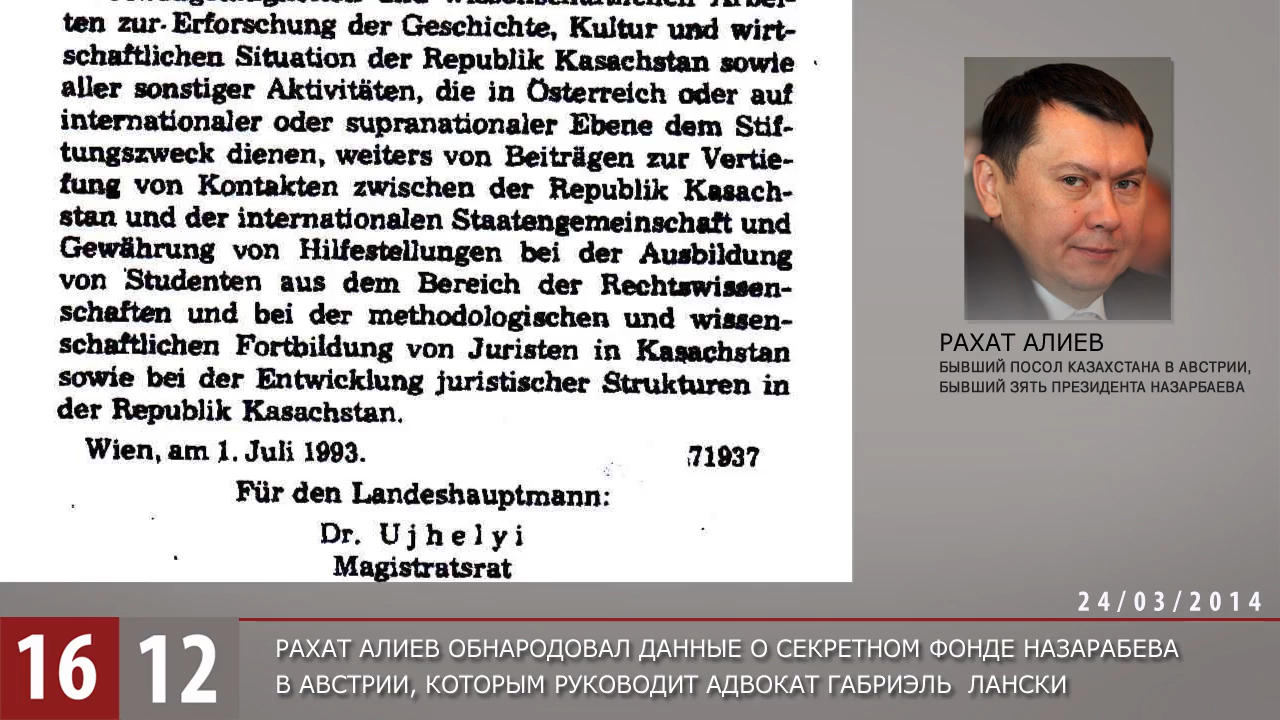 ten zur Erforschung der Geschichte, Kultur und wirt-
schaftlichen Situation der Republik Kasachstan sowie
aller sonstiger Aktivitäten, die in Österreich oder auf
internationaler oder supranationaler Ebene dem Stif-
tungszweck dienen, weiters von Beiträgen zur Vertie-
fung von Kontakten zwischen der Republik Kasach-
stan und der internationalen Staatengemeinschaft und
Gewährung von Hilfestellungen bei der Ausbildung
von Studenten aus dem Bereich der Rechtswissen-
schaften und bei der methodologischen und wissen-
schaftlichen Fortbildung von Juristen in Kasachstan
sowie bei der Entwicklung juristischer Strukturen in
der Republik Kasachstan.
Wien, am 1. Juli 1993. 71937
Für den Landeshauptmann:
Dr. Ujhelyi
Magistratsrat
РАХАТ АЛИЕВ
БЫВШИЙ ПОСОЛ КАЗАХСТАНА В АВСТРИИ,
БЫВШИЙ ЗЯТЬ ПРЕЗИДЕНТА НАЗАРБАЕВА
24/03/2014
16 12
РАХАТ АЛИЕВ ОБНАРОДОВАЛ ДАННЫЕ О СЕКРЕТНОМ ФОНДЕ НАЗАРАБЕВА
В АВСТРИИ, КОТОРЫМ РУКОВОДИТ АДВОКАТ ГАБРИЭЛЬ ЛАНСКИ